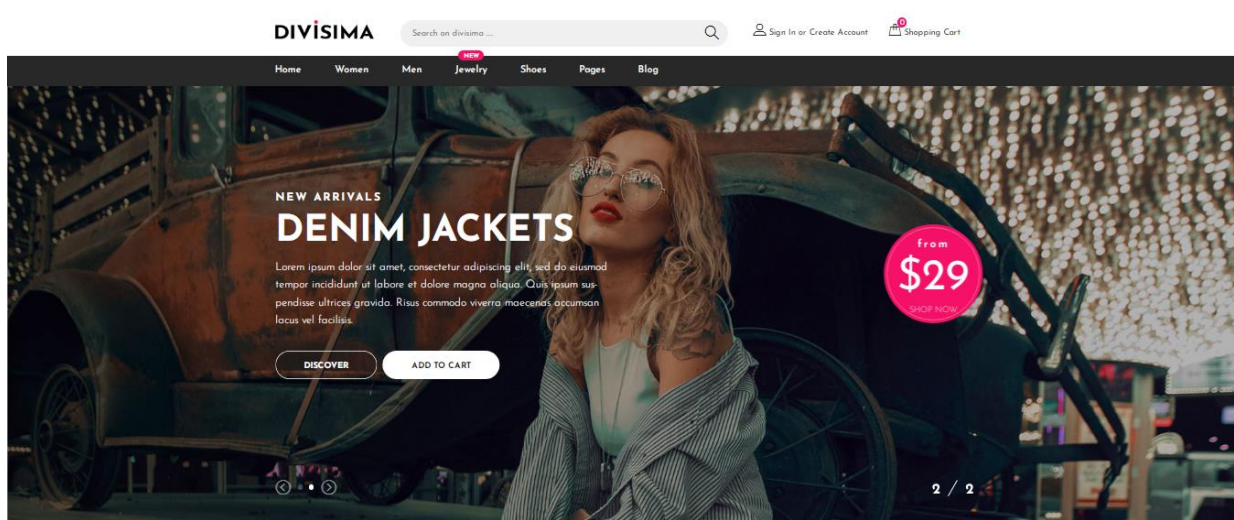 DIVISIMA
Search on divisima ....
Sign In or Create Account
0
Shopping Cart
NEW
Home Women Men Jewelry Shoes Pages Blog
NEW ARRIVALS
DENIM JACKETS
Lorem ipsum dolor sit amet, consectetur adipiscing elit, sed do eiusmod
tempor incididunt ut labore et dolore magna aliqua. Quis ipsum sus-
pendisse ultrices gravida. Risus commodo viverra maecenas accumsan
lacus vel facilisis.
DISCOVER ADD TO CART
from
$29
SHOP NOW
2 / 2